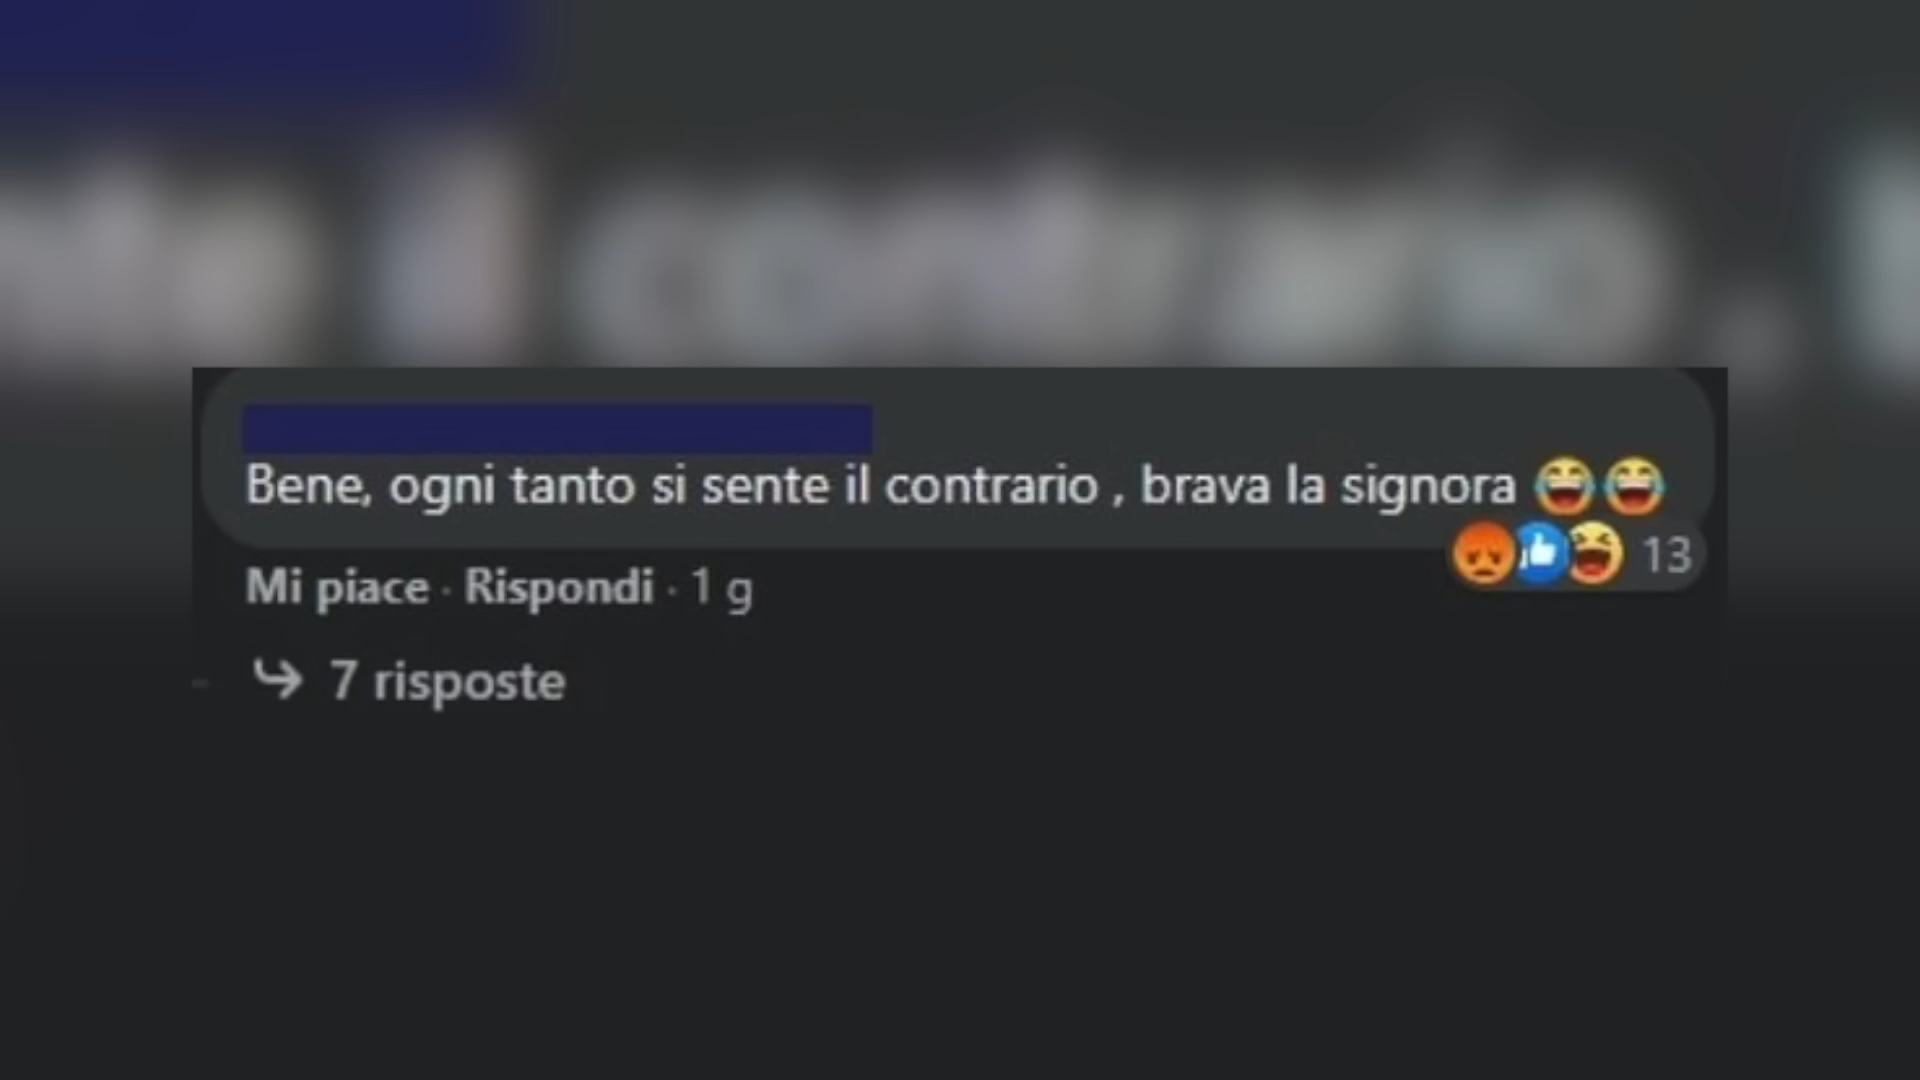 Bene, ogni tanto si sente il contrario , brava la signora 😂😂
13
Mi piace · Rispondi · 1 g
7 risposte